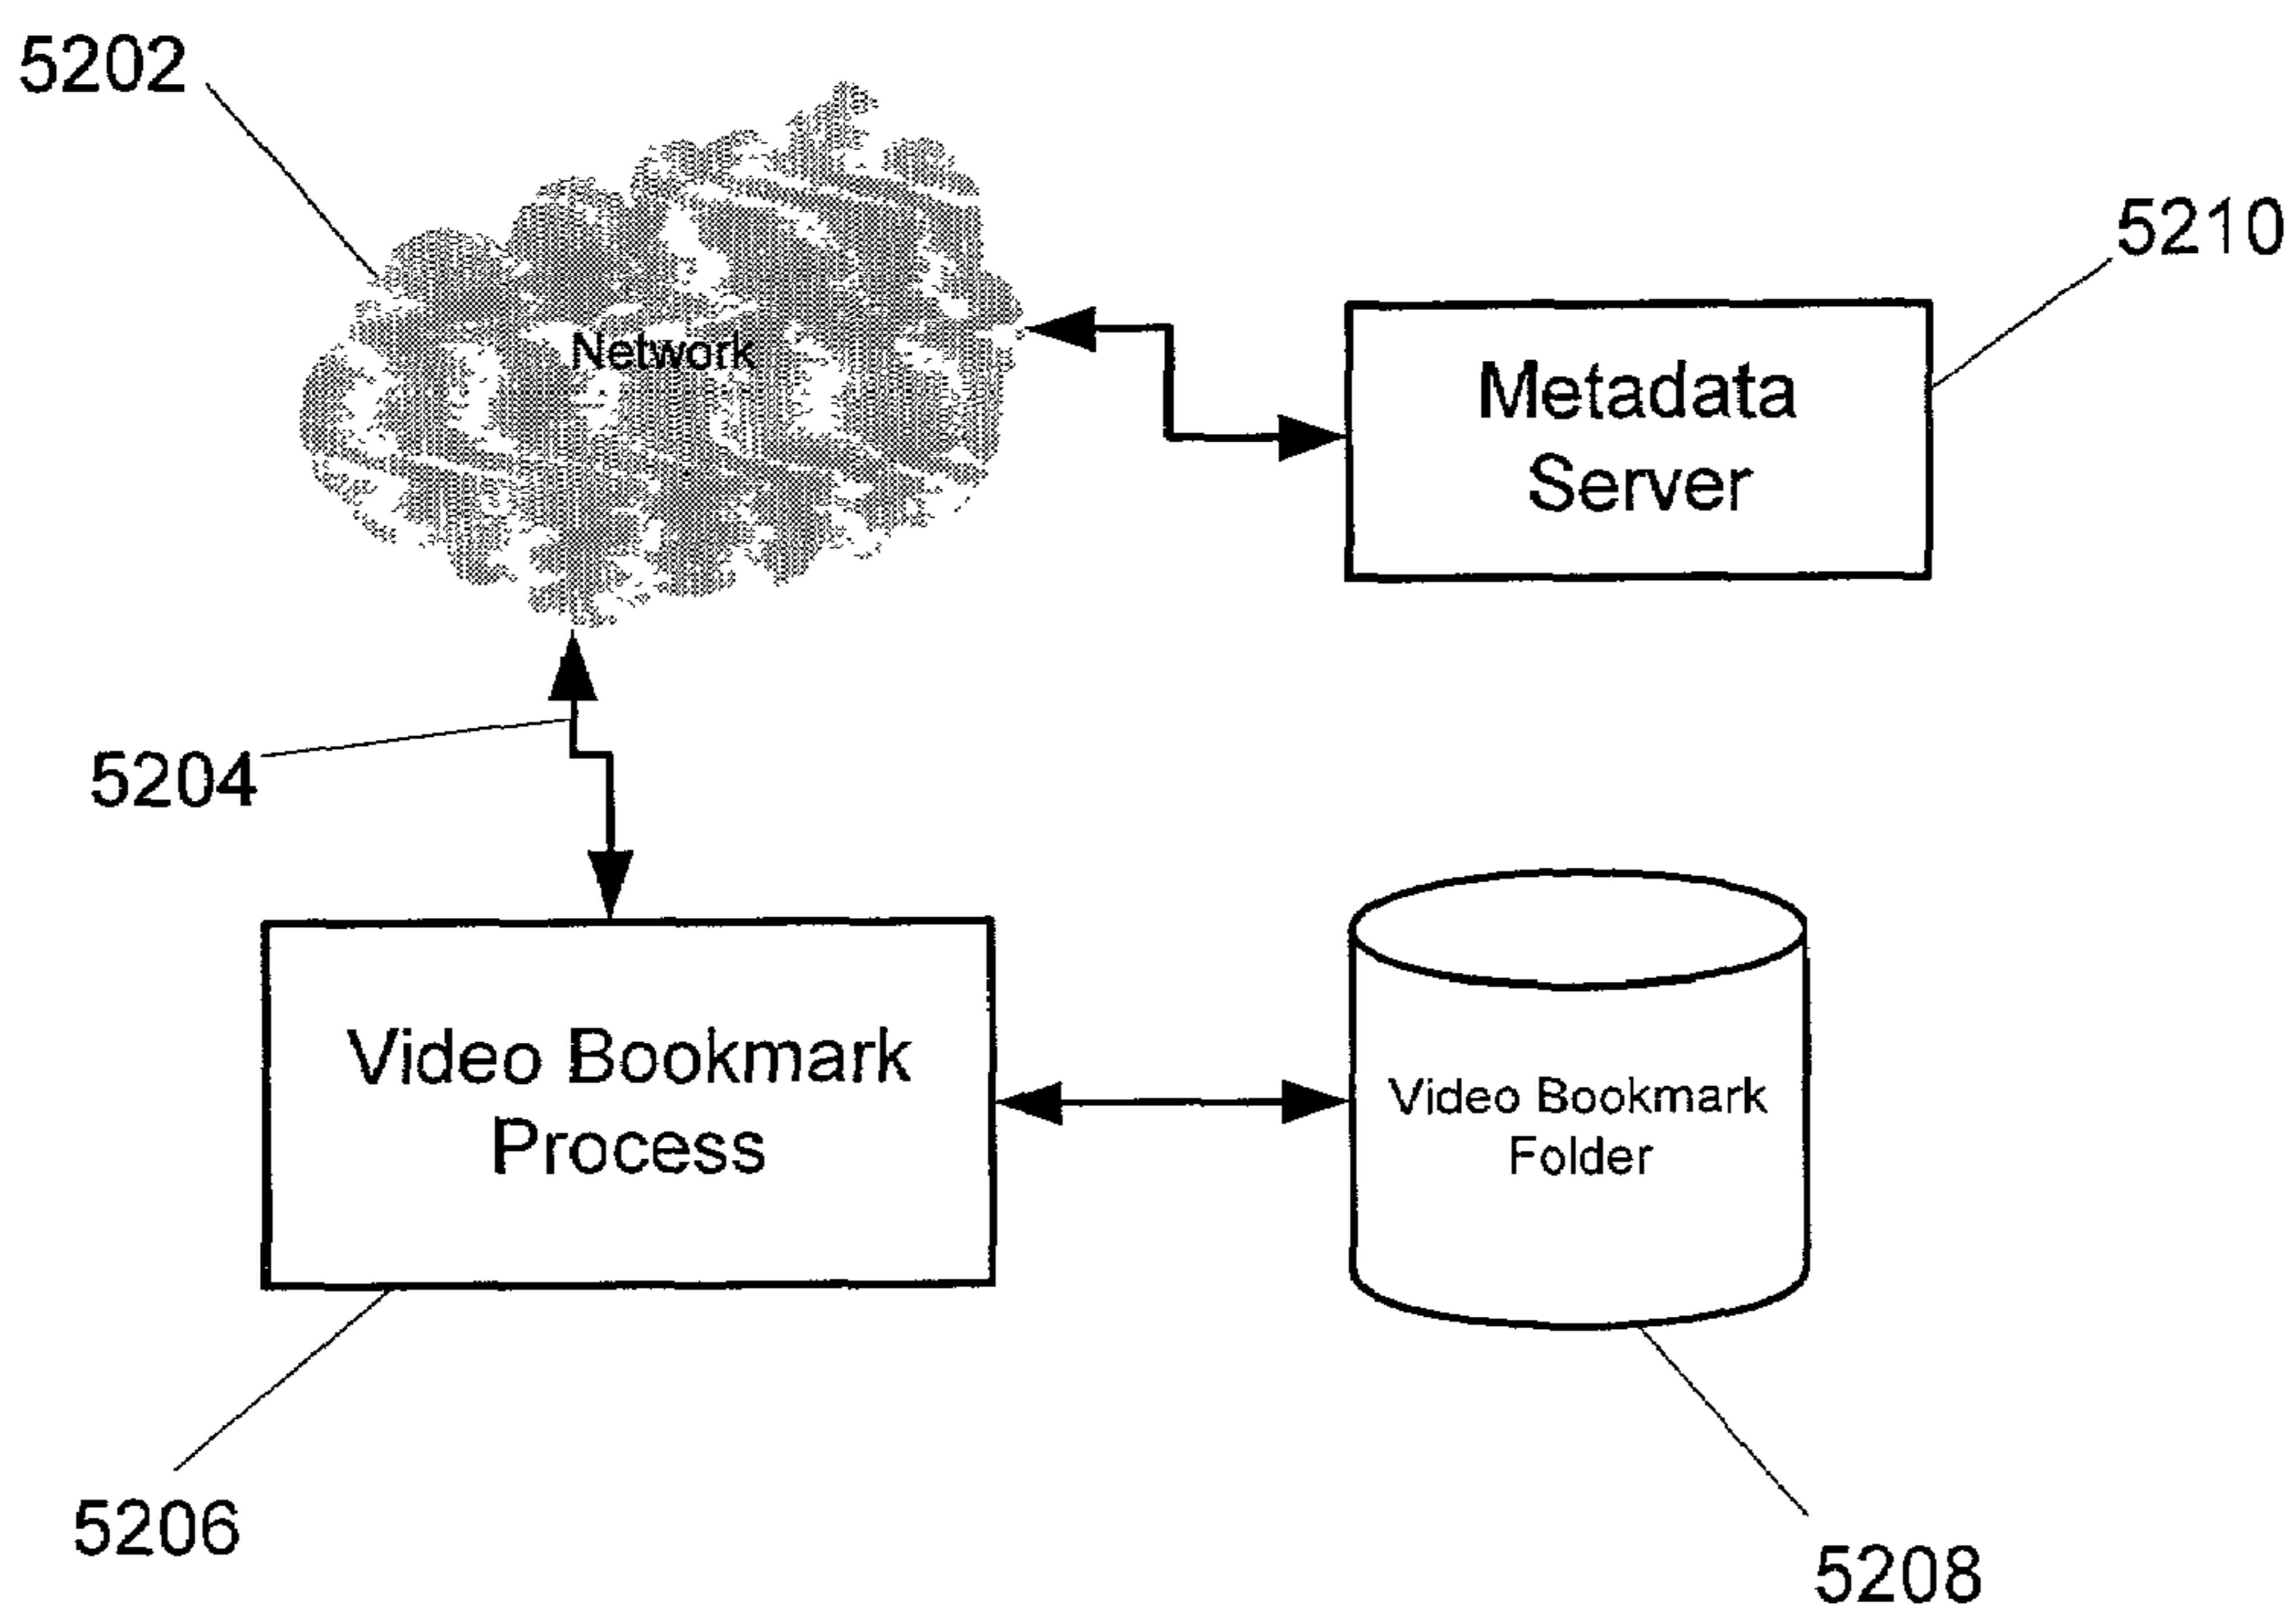 5202
5210
Network
Metadata
Server
5204
Video Bookmark
Process
Video Bookmark
Folder
5206
5208